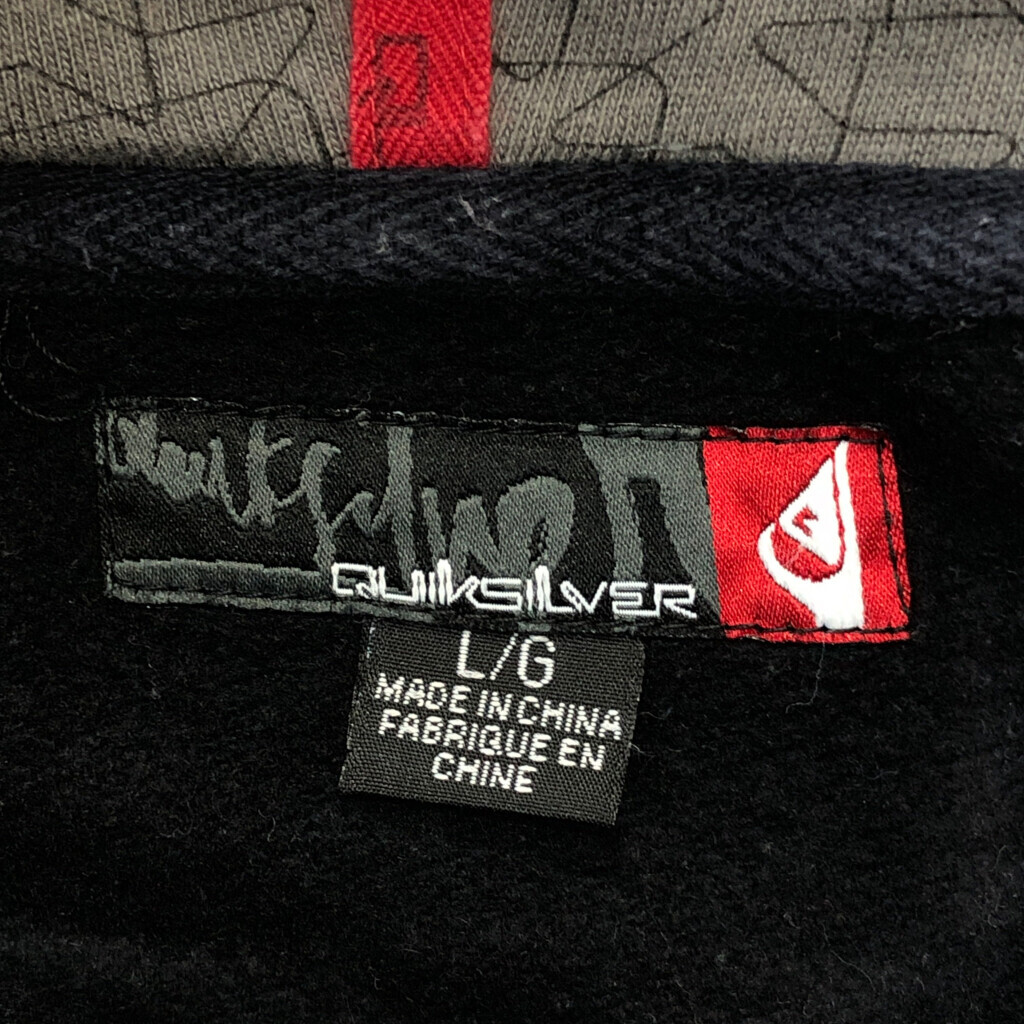 QUIKSILVER
L/G
MADE IN CHINA
FABRIQUE EN
CHINE